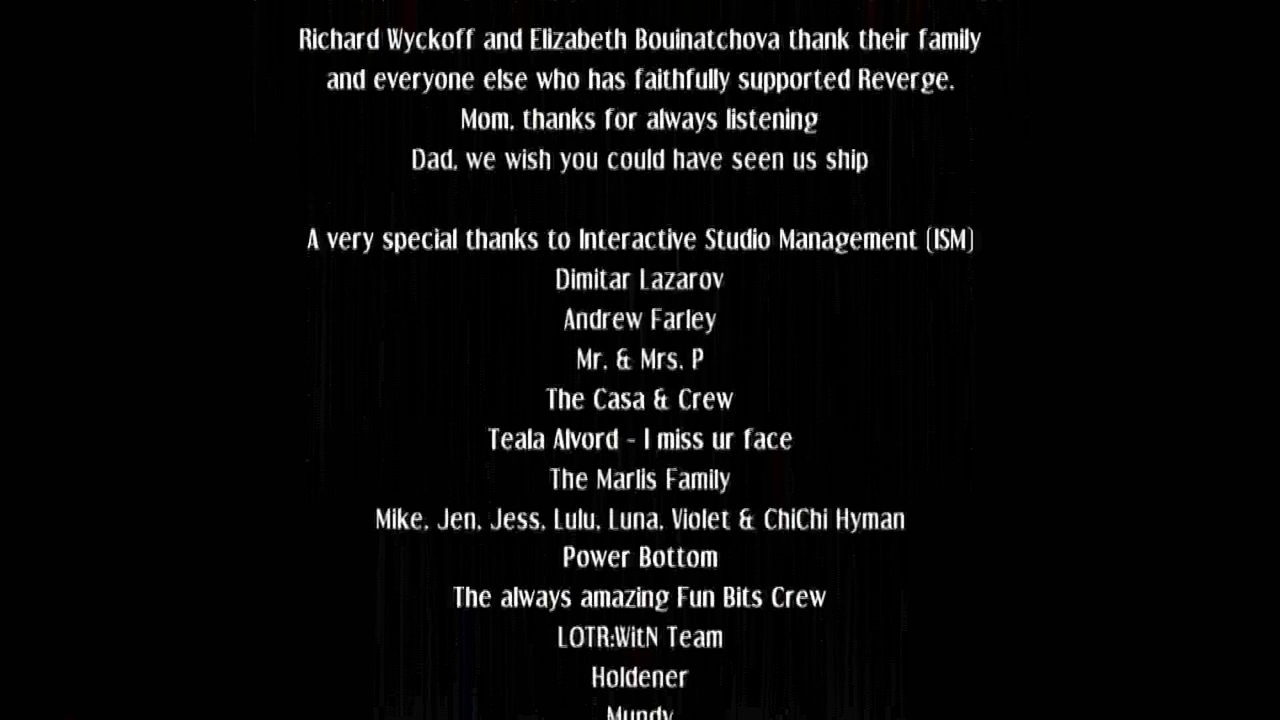 Richard Wyckoff and Elizabeth Bouinatchova thank their family
and everyone else who has faithfully supported Reverge.
Mom, thanks for always listening
Dad, we wish you could have seen us ship
A very special thanks to Interactive Studio Management (ISM)
Dimitar Lazarov
Andrew Farley
Mr. & Mrs. P
The Casa & Crew
Teala Alvord - I miss ur face
The Marlis Family
Mike, Jen, Jess, Lulu, Luna, Violet & ChiChi Hyman
Power Bottom
The always amazing Fun Bits Crew
LOTR:WitN Team
Holdener
Mundy